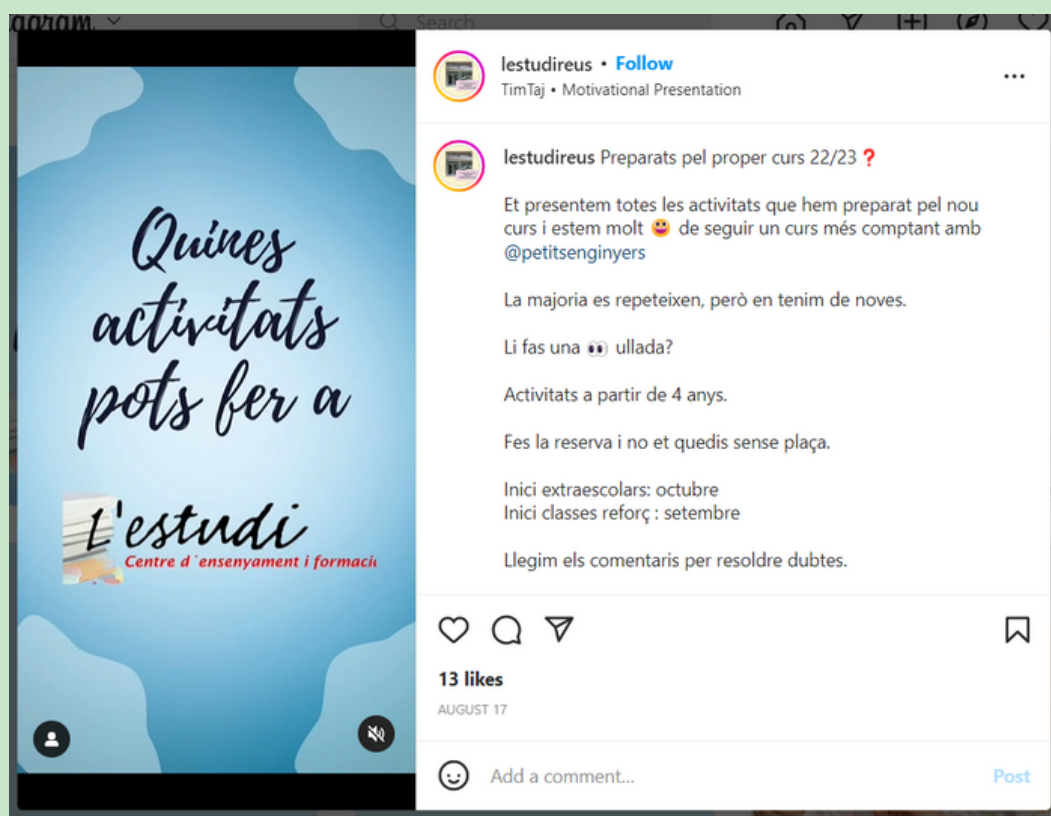 Search
Quines
activitats
pots fer a
L'estudi
Centre d´ensenyament i formació
lestudireus • Follow
TimTaj • Motivational Presentation
lestudireus Preparats pel proper curs 22/23 ❓
Et presentem totes les activitats que hem preparat pel nou
curs i estem molt 😀 de seguir un curs més comptant amb
@petitsenginyers
La majoria es repeteixen, però en tenim de noves.
Li fas una 👀 ullada?
Activitats a partir de 4 anys.
Fes la reserva i no et quedis sense plaça.
Inici extraescolars: octubre
Inici classes reforç : setembre
Llegim els comentaris per resoldre dubtes.
13 likes
AUGUST 17
Add a comment...
Post